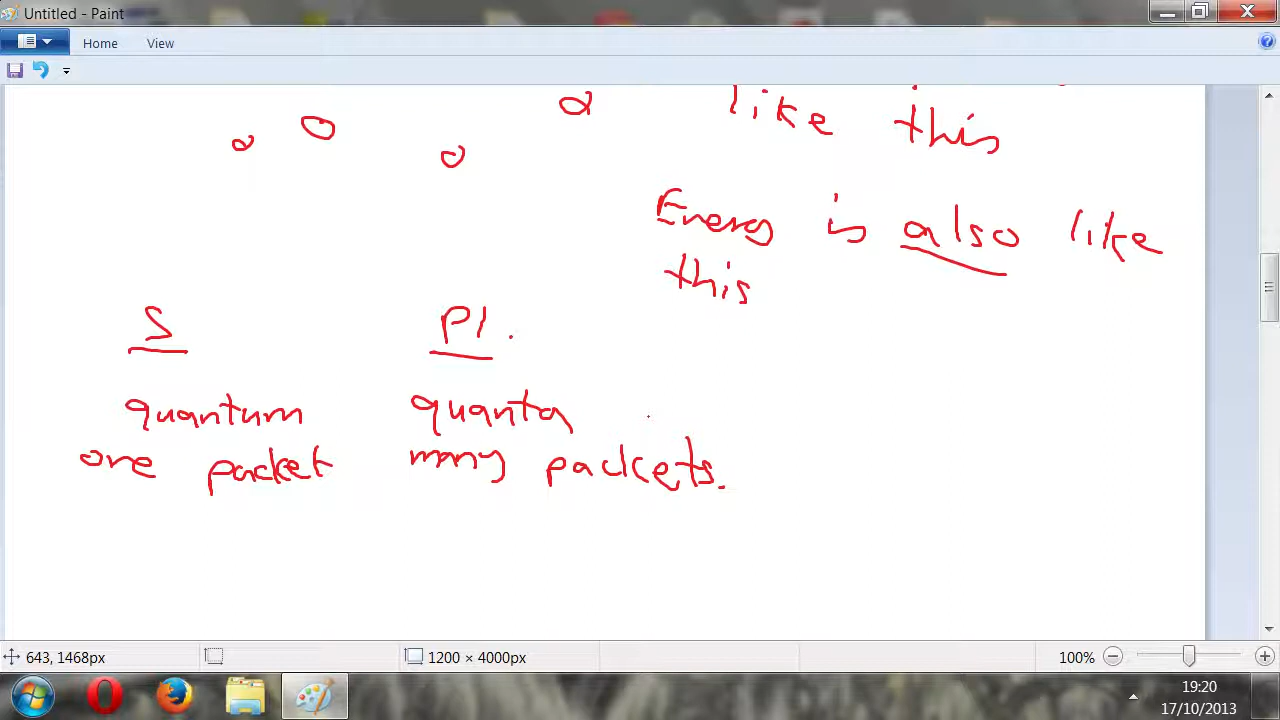 Untitled - Paint
Home View
like this
Energy is also like
this
S Pl.
quantum quanta
one packet many packets.
643, 1468px 1200 × 4000px 100%
19:20
17/10/2013